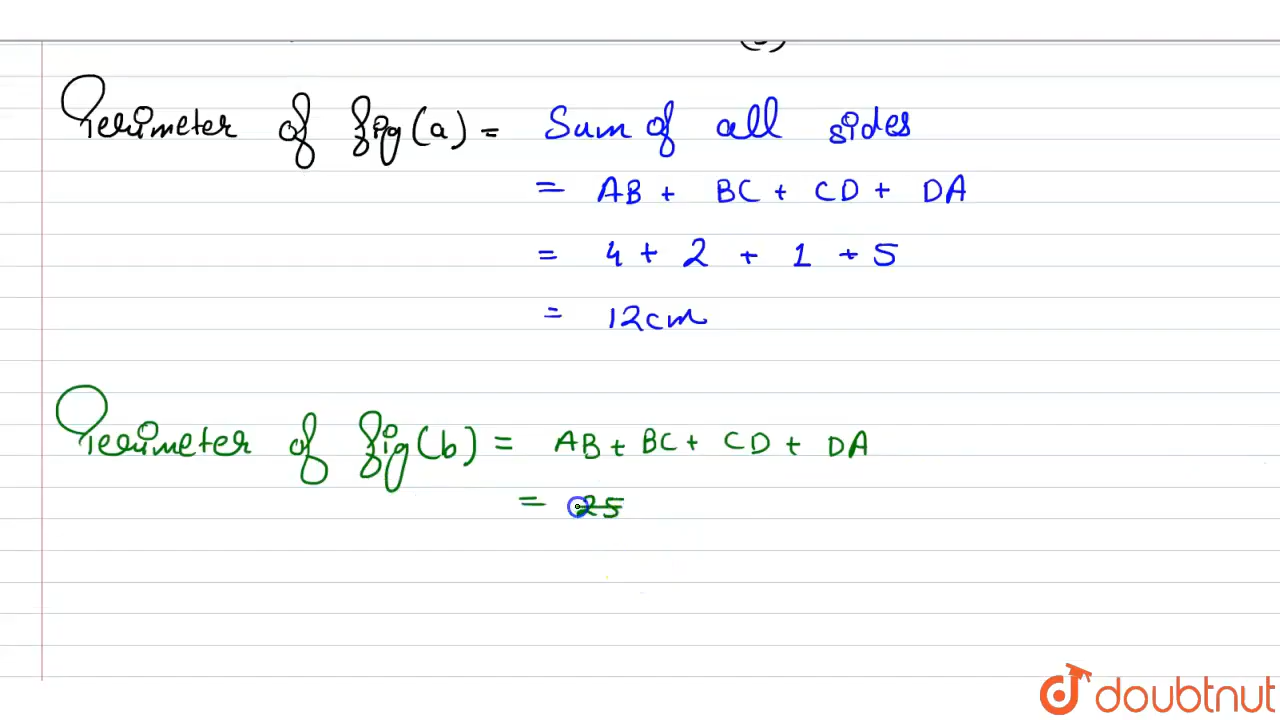 Perimeter of fig(a) = Sum of all sides
= AB + BC + CD + DA
= 4 + 2 + 1 + 5
= 12cm
Perimeter of fig(b) = AB + BC + CD + DA
= 25
doubtnut